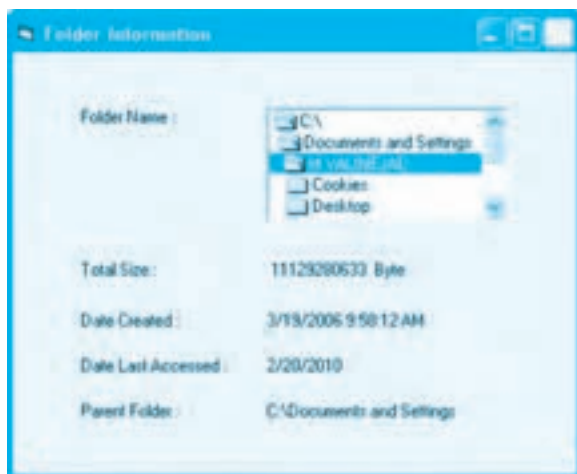 Folder Information
Folder Name :
C:\
Documents and Settings
M.VALINEJAD
Cookies
Desktop
Total Size : 11129280633 Byte
Date Created : 3/19/2006 9:58:12 AM
Date Last Accessed : 2/20/2010
Parent Folder : C:\Documents and Settings